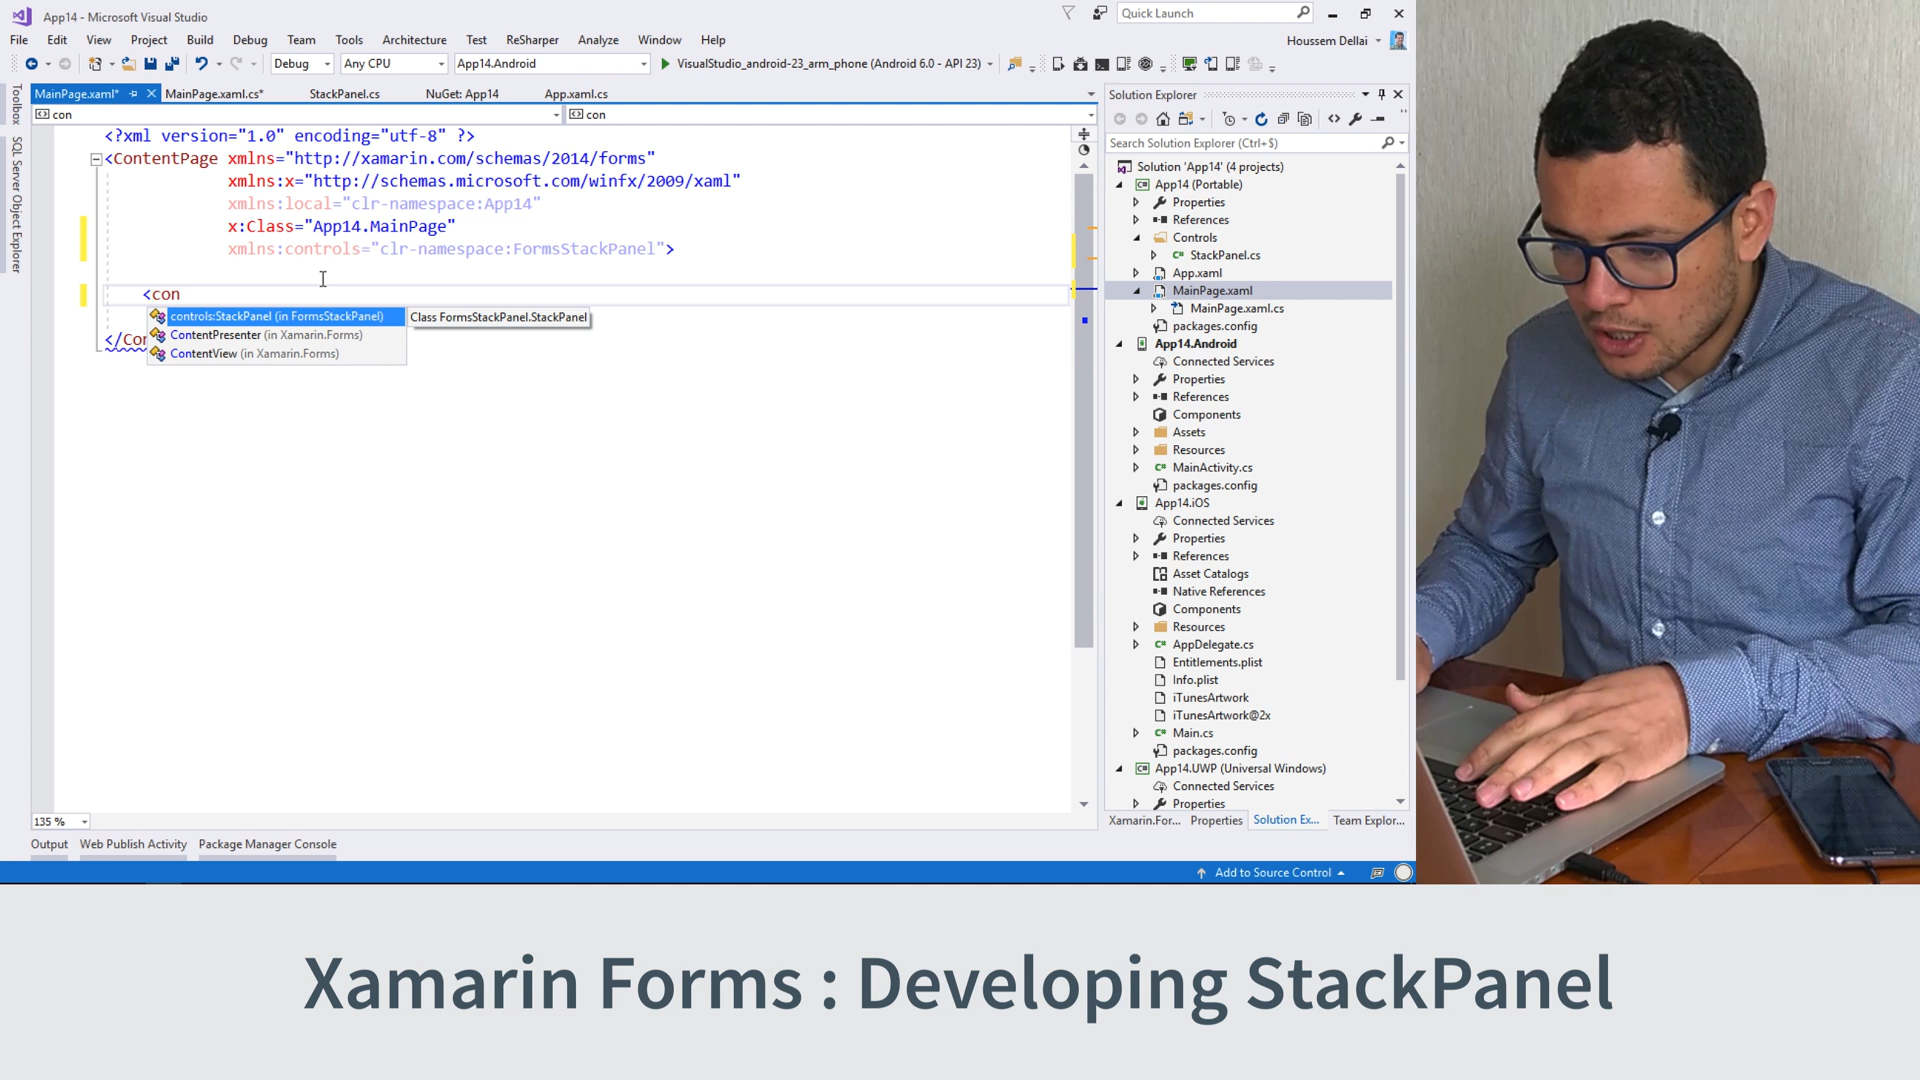 App14 - Microsoft Visual Studio
Quick Launch (Ctrl+Q)
File Edit View Project Build Debug Team Tools Architecture Test ReSharper Analyze Window Help
Houssem Dellai
Debug Any CPU App14.Android VisualStudio_android-23_arm_phone (Android 6.0 - API 23)
MainPage.xaml* MainPage.xaml.cs* StackPanel.cs NuGet: App14 App.xaml.cs
con con
Toolbox
SQL Server Object Explorer
<?xml version="1.0" encoding="utf-8" ?>
<ContentPage xmlns="http://xamarin.com/schemas/2014/forms"
xmlns:x="http://schemas.microsoft.com/winfx/2009/xaml"
xmlns:local="clr-namespace:App14"
x:Class="App14.MainPage"
xmlns:controls="clr-namespace:FormsStackPanel">
<con
controls:StackPanel (in FormsStackPanel) Class FormsStackPanel.StackPanel
ContentPresenter (in Xamarin.Forms)
</Con
ContentView (in Xamarin.Forms)
135 %
Output Web Publish Activity Package Manager Console
Solution Explorer
Search Solution Explorer (Ctrl+$)
Solution 'App14' (4 projects)
App14 (Portable)
Properties
References
Controls
StackPanel.cs
App.xaml
MainPage.xaml
MainPage.xaml.cs
packages.config
App14.Android
Connected Services
Properties
References
Components
Assets
Resources
MainActivity.cs
packages.config
App14.iOS
Connected Services
Properties
References
Asset Catalogs
Native References
Components
Resources
AppDelegate.cs
Entitlements.plist
Info.plist
iTunesArtwork
iTunesArtwork@2x
Main.cs
packages.config
App14.UWP (Universal Windows)
Connected Services
Properties
Xamarin.For... Properties Solution Ex... Team Explor...
Add to Source Control
Xamarin Forms : Developing StackPanel